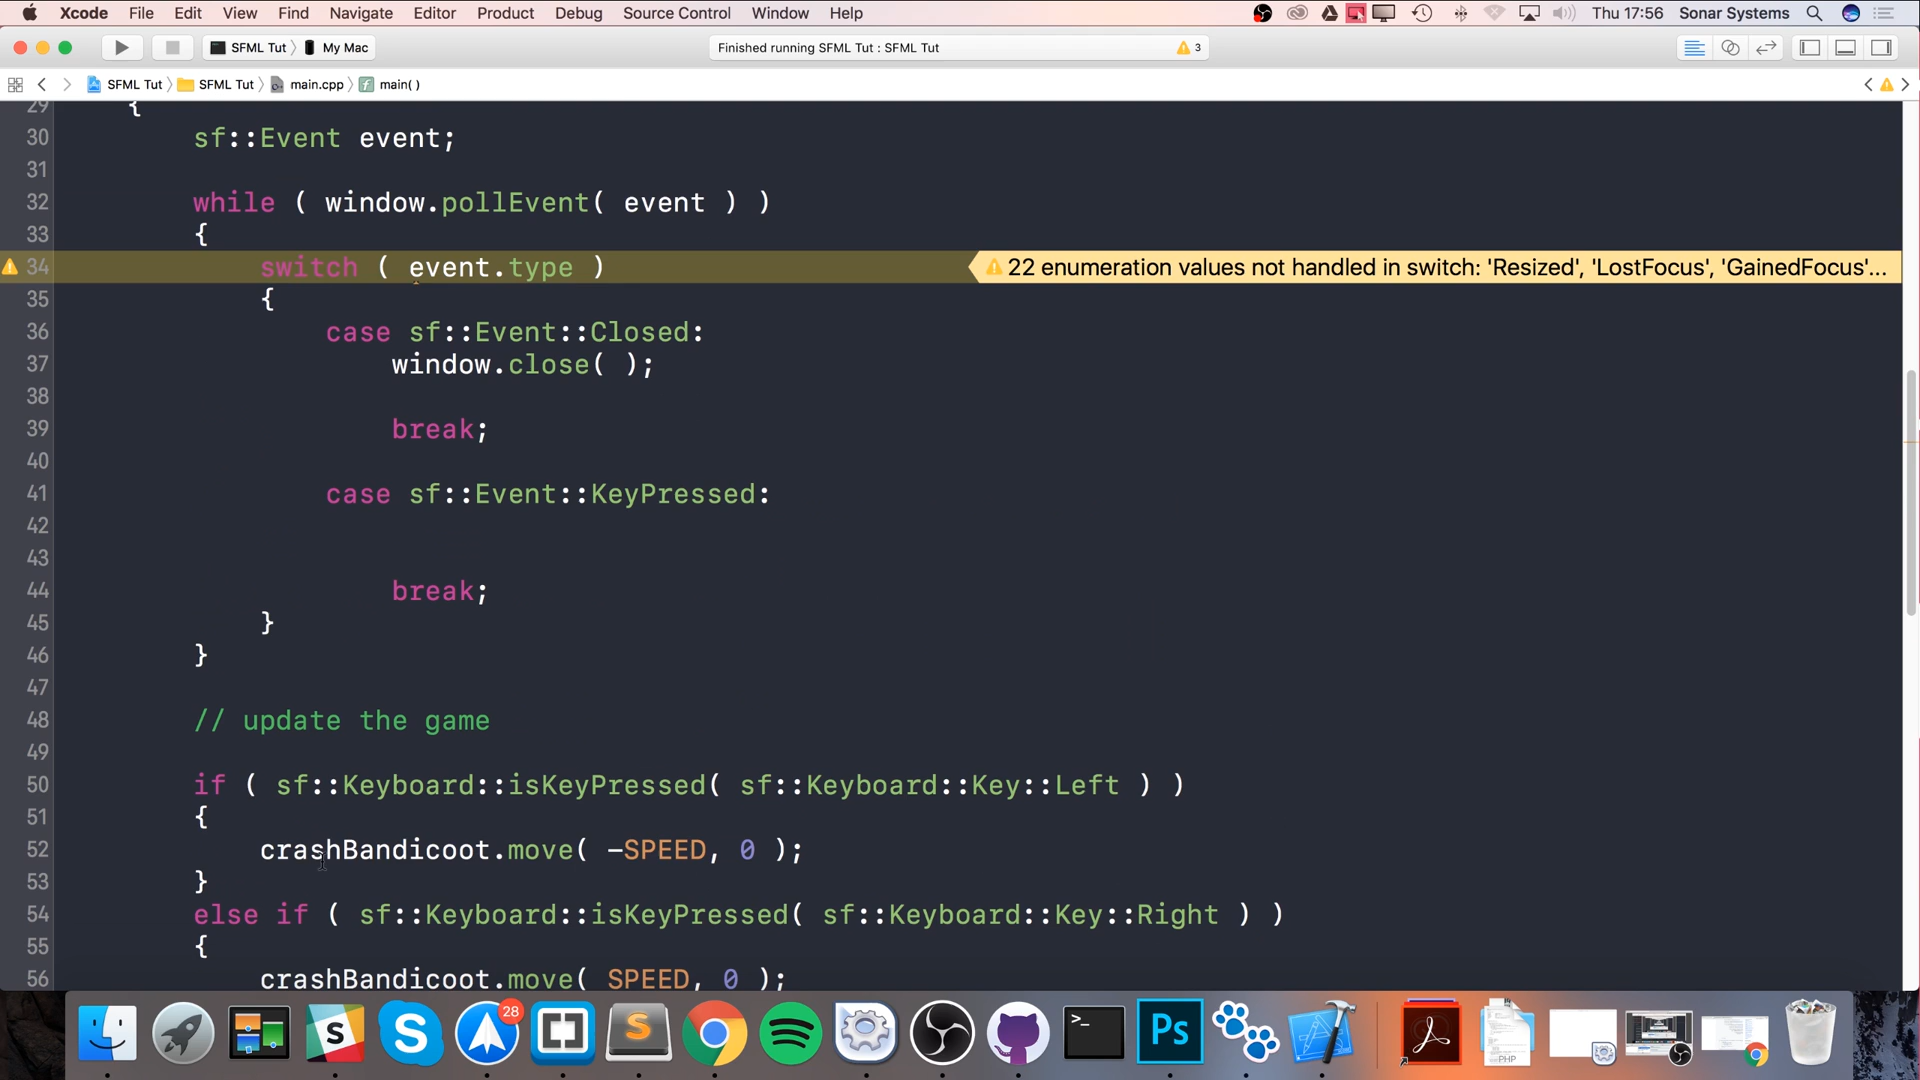 Xcode File Edit View Find Navigate Editor Product Debug Source Control Window Help Thu 17:56 Sonar Systems
SFML Tut My Mac Finished running SFML Tut : SFML Tut 3
SFML Tut SFML Tut main.cpp main( )
29 {
30 sf::Event event;
31
32 while ( window.pollEvent( event ) )
33 {
34 switch ( event.type ) 22 enumeration values not handled in switch: 'Resized', 'LostFocus', 'GainedFocus'...
35 {
36 case sf::Event::Closed:
37 window.close( );
38
39 break;
40
41 case sf::Event::KeyPressed:
42
43
44 break;
45 }
46 }
47
48 // update the game
49
50 if ( sf::Keyboard::isKeyPressed( sf::Keyboard::Key::Left ) )
51 {
52 crashBandicoot.move( -SPEED, 0 );
53 }
54 else if ( sf::Keyboard::isKeyPressed( sf::Keyboard::Key::Right ) )
55 {
56 crashBandicoot.move( SPEED, 0 );
28
S
S
S
>_
Ps
PHP